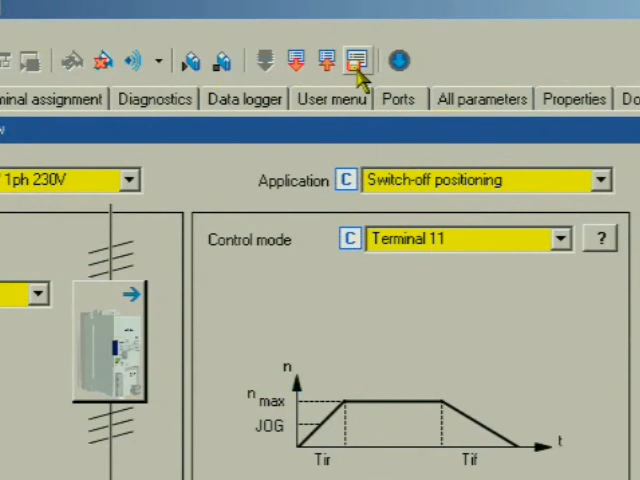 minal assignment Diagnostics Data logger User menu Ports All parameters Properties Do
w
1ph 230V Application C Switch-off positioning
Control mode C Terminal 11 ?
n
n max
JOG
t
Tir Tif